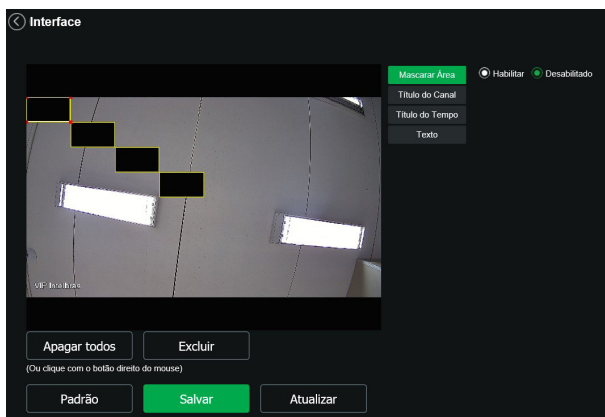 Interface
Mascarar Área
Habilitar Desabilitado
Título do Canal
Título do Tempo
Texto
VIP Intelbras
Apagar todos Excluir
(Ou clique com o botão direito do mouse)
Padrão Salvar Atualizar